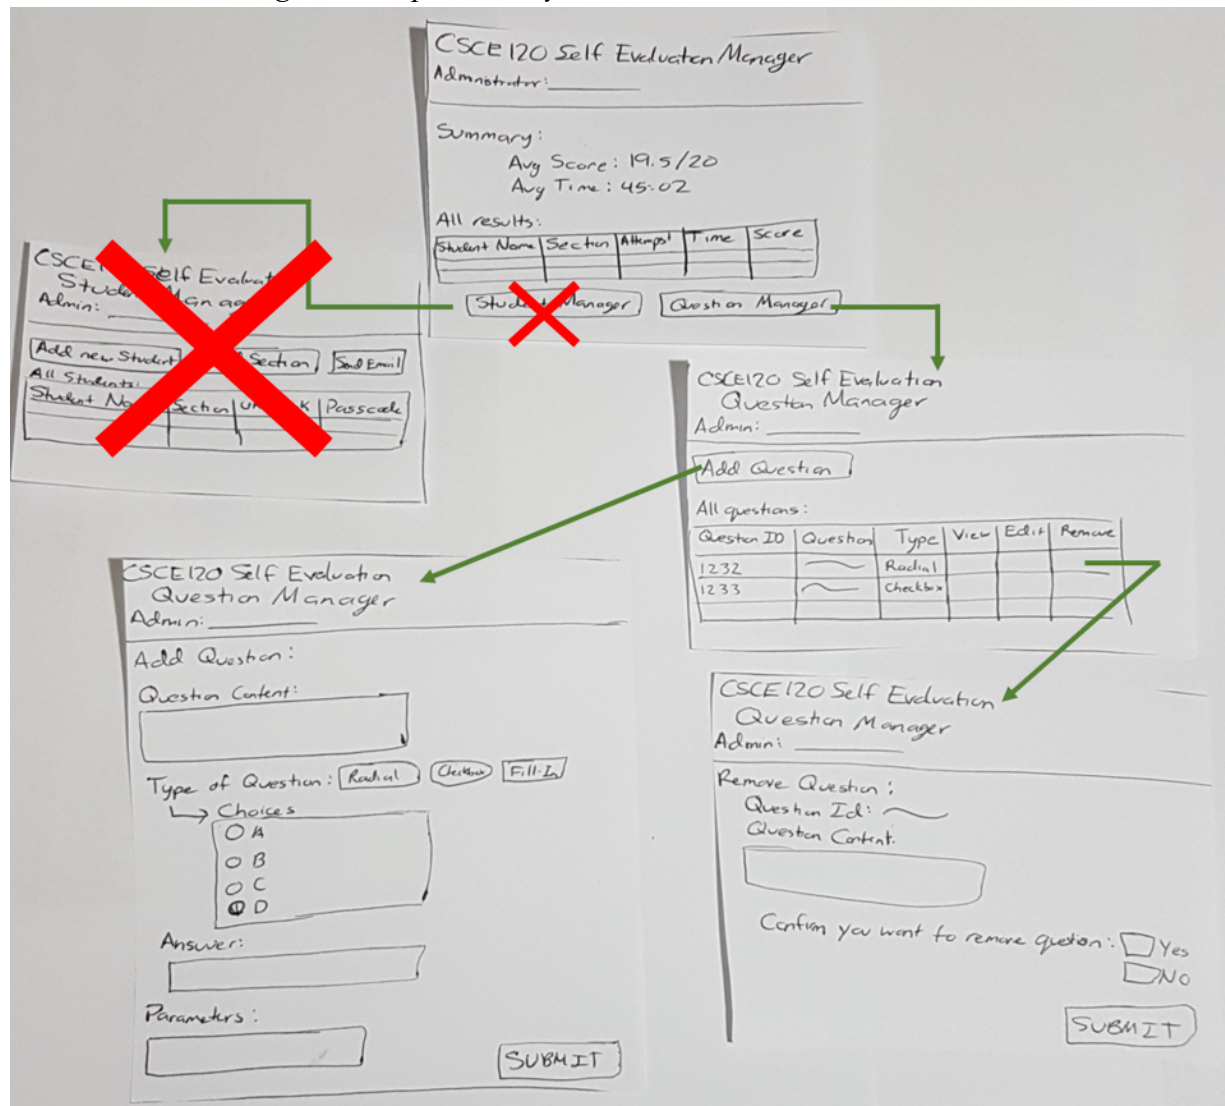 CSCE 120 Self Evaluation Manager
Administrator:
Summary:
Avg Score: 19.5/20
Avg Time: 45:02
All results:
Student Name Section Attempt Time Score
Student Manager Question Manager
Self Evaluat
Admin:
Add new Student Section Send Email
All Students:
Student Section Passcode
CSCE120 Self Evaluation
Question Manager
Admin:
Add Question
All questions:
Question ID Question Type View Edit Remove
1232 Radial
1233 Checkbox
CSCE120 Self Evaluation
Question Manager
Admin:
Add Question:
Question Content:
Type of Question: Radial Checkbox Fill-In
Choices
A
B
C
D
Answer:
Parameters:
SUBMIT
CSCE120 Self Evaluation
Question Manager
Admin:
Remove Question:
Question Id:
Question Content:
Confirm you want to remove question: Yes
No
SUBMIT